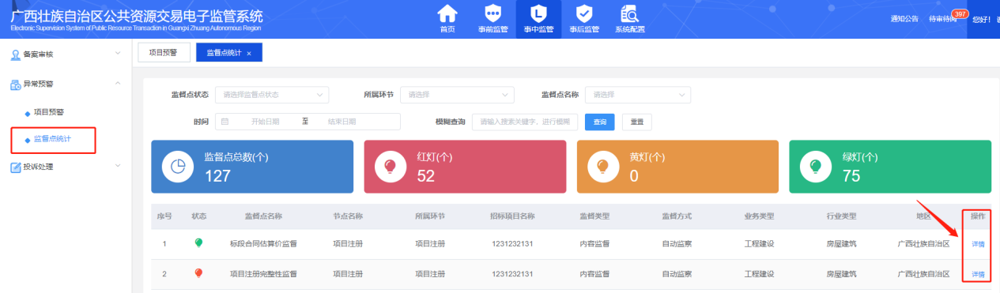 广西壮族自治区公共资源交易电子监管系统
Electronic Supervision System of Public Resource Transaction in Guangxi Zhuang Autonomous Region
首页 事前监管 事中监管 事后监管 系统配置
通知公告 待审待阅 397 您好！
备案审核
异常预警
项目预警
监督点统计
投诉处理
项目预警 监督点统计 ×
监督点状态 请选择监督点状态 所属环节 请选择 监督点名称 请选择
时间 开始日期 至 结束日期 模糊查询 请输入搜索关键字，进行模糊 查询 重置
监督点总数(个)
127
红灯(个)
52
黄灯(个)
0
绿灯(个)
75
序号 状态 监督点名称 节点名称 所属环节 招标项目名称 监督类型 监督方式 业务类型 行业类型 地区 操作
1 标段合同估算价监督 项目注册 项目注册 1231232131 内容监督 自动监察 工程建设 房屋建筑 广西壮族自治区 详情
2 项目注册完整性监督 项目注册 项目注册 1231232131 内容监督 自动监察 工程建设 房屋建筑 广西壮族自治区 详情